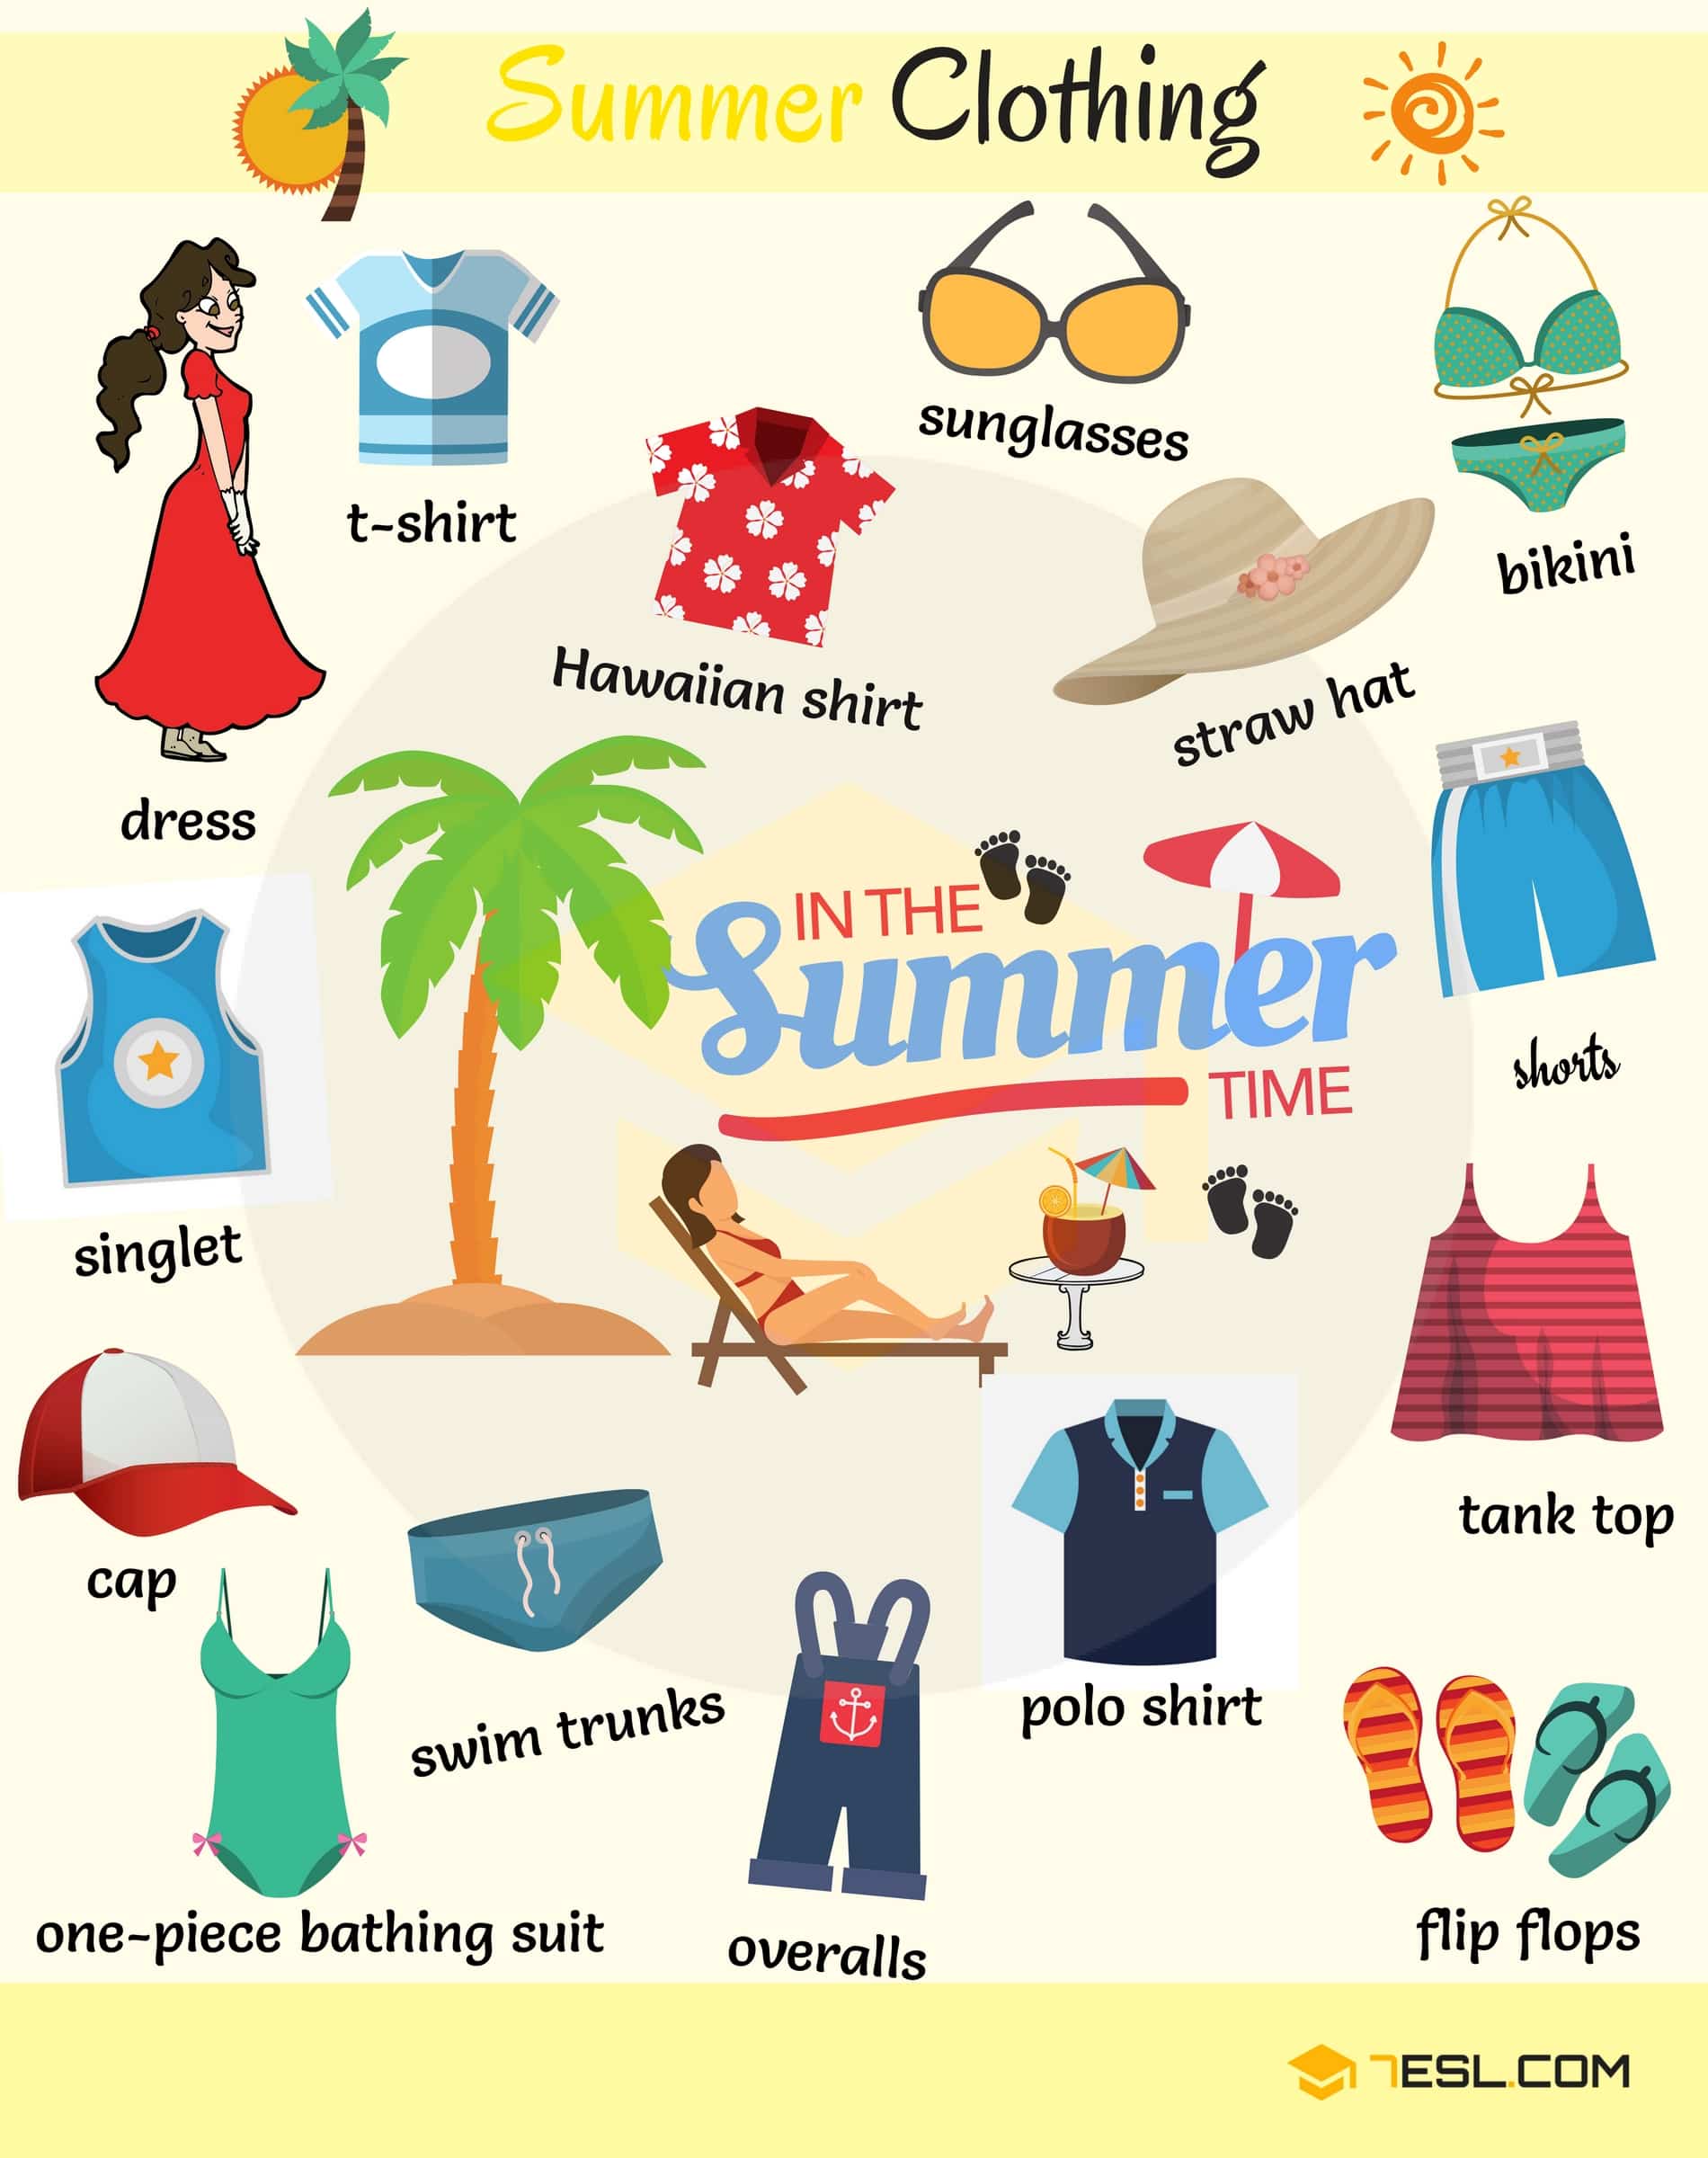 Summer Clothing
sunglasses
t-shirt
bikini
Hawaiian shirt
straw hat
dress
IN THE
Summer
TIME
shorts
singlet
tank top
cap
polo shirt
swim trunks
one-piece bathing suit
overalls
flip flops
7ESL.COM